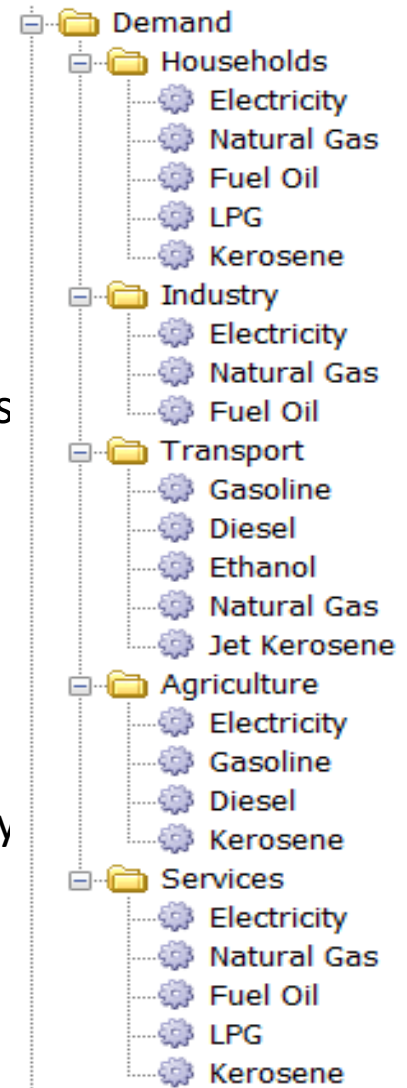 Demand
Households
Electricity
Natural Gas
Fuel Oil
LPG
Kerosene
Industry
Electricity
Natural Gas
s
Fuel Oil
Transport
Gasoline
Diesel
Ethanol
Natural Gas
Jet Kerosene
Agriculture
Electricity
Gasoline
Diesel
y
Kerosene
Services
Electricity
Natural Gas
Fuel Oil
LPG
Kerosene